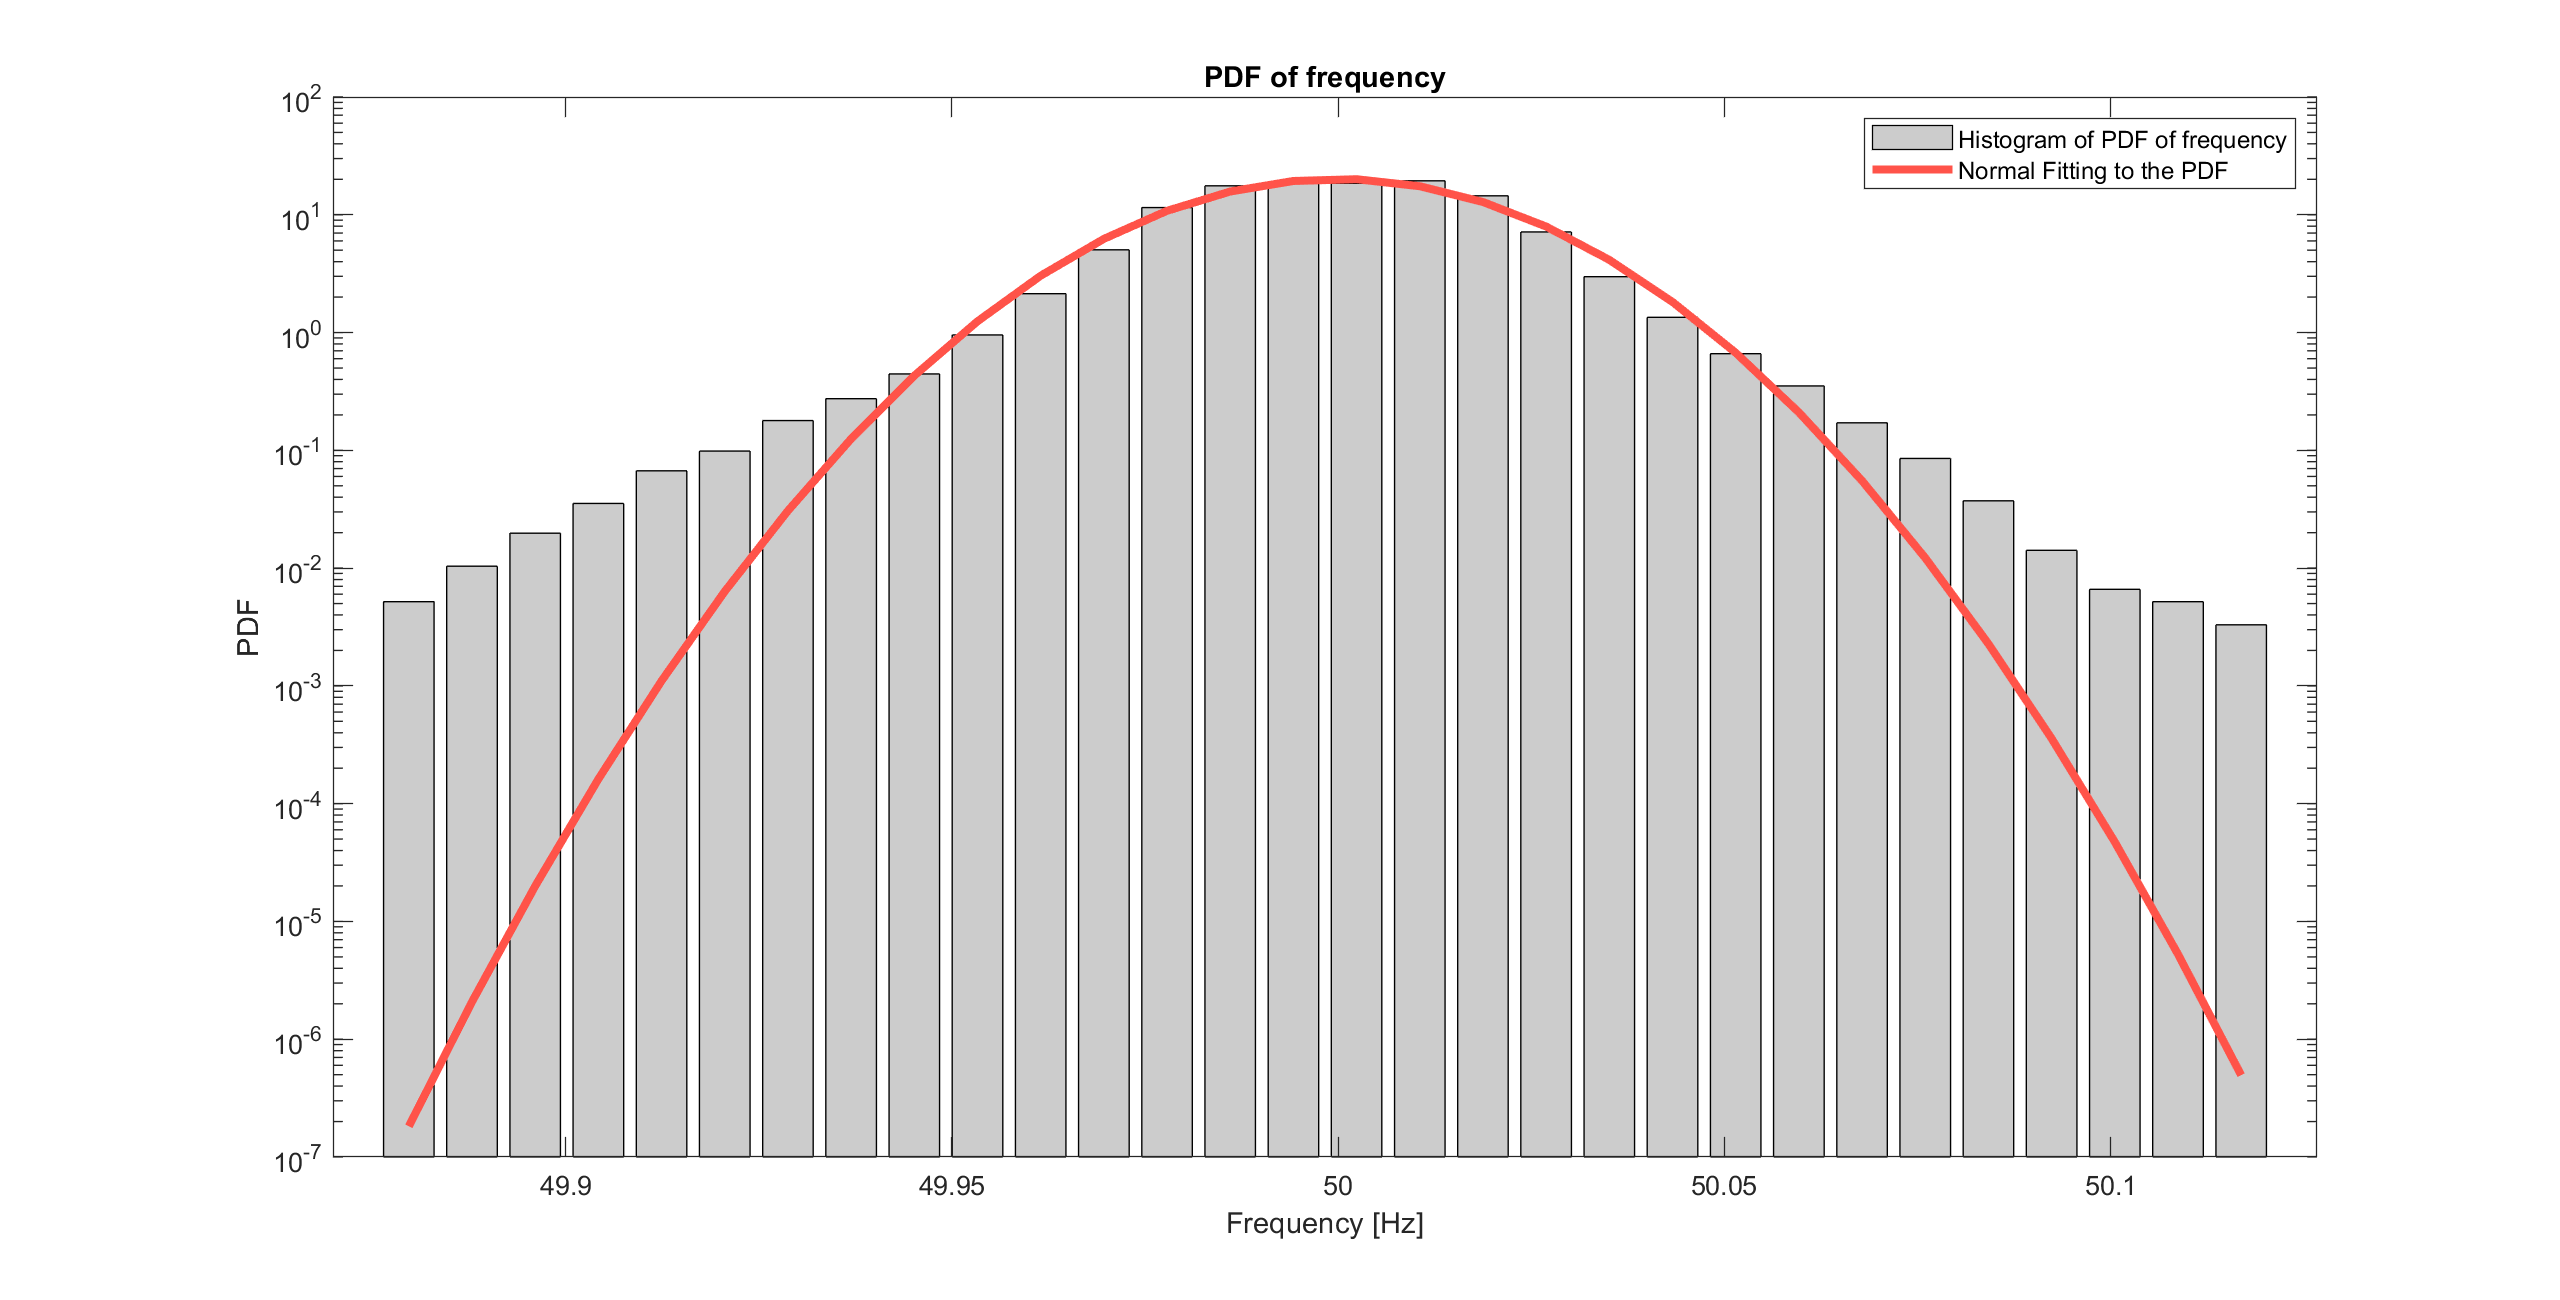 PDF of frequency
Histogram of PDF of frequency
Normal Fitting to the PDF
10^2
10^1
10^0
10^-1
10^-2
10^-3
10^-4
10^-5
10^-6
10^-7
PDF
49.9 49.95 50 50.05 50.1
Frequency [Hz]